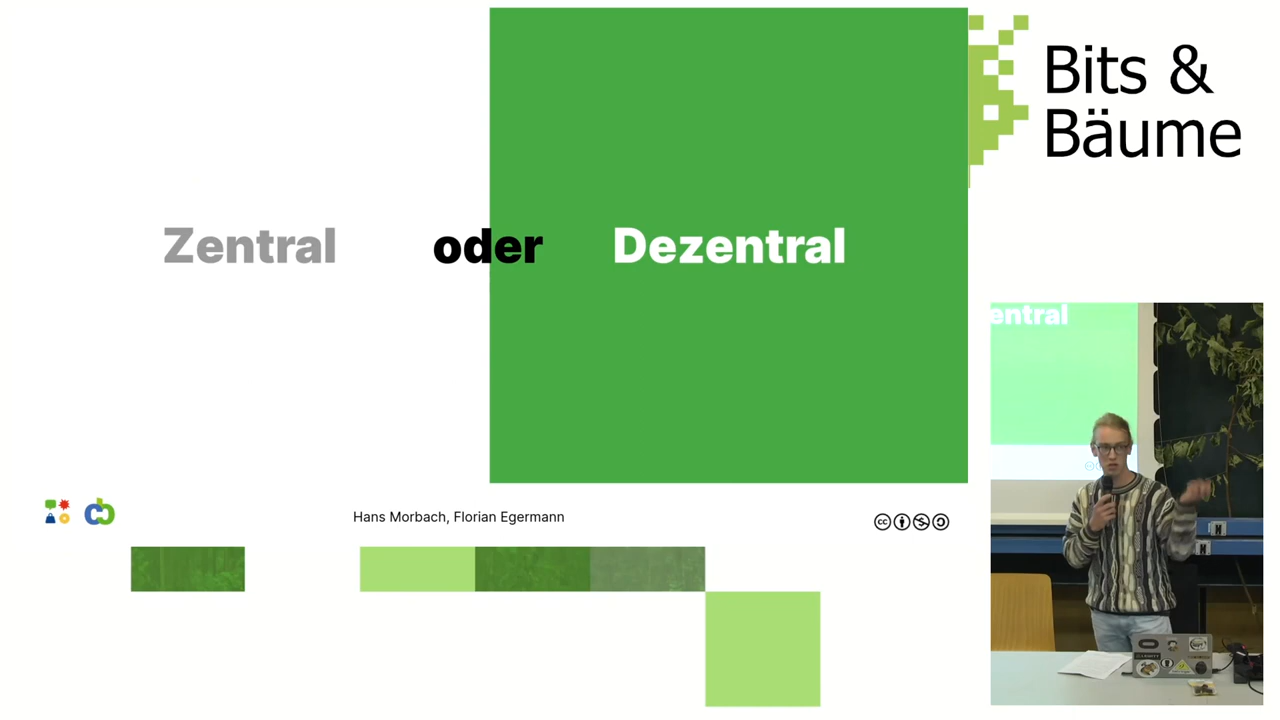 Bits &
Bäume
Zentral oder Dezentral
entral
Hans Morbach, Florian Egermann